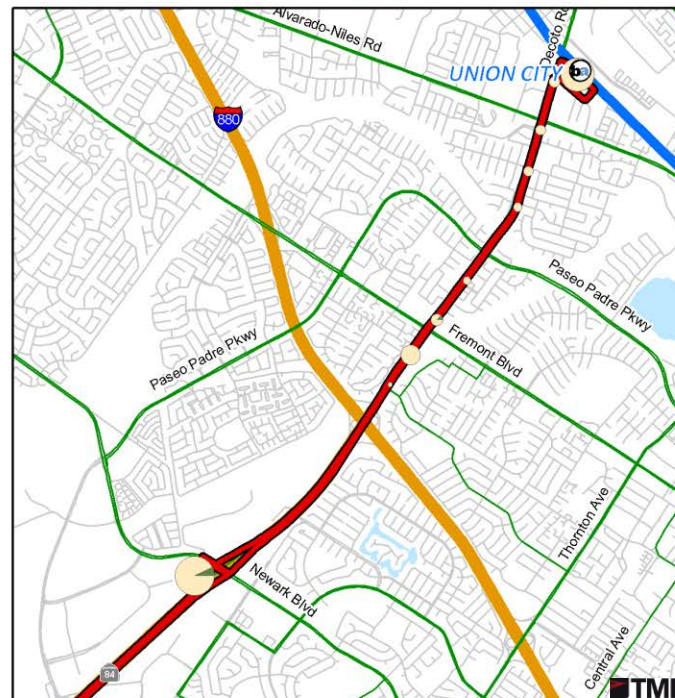 Alvarado-Niles Rd
Decoto Rd
UNION CITY
ba
880
Paseo Padre Pkwy
Paseo Padre Pkwy
Fremont Blvd
Thornton Ave
Newark Blvd
Central Ave
84